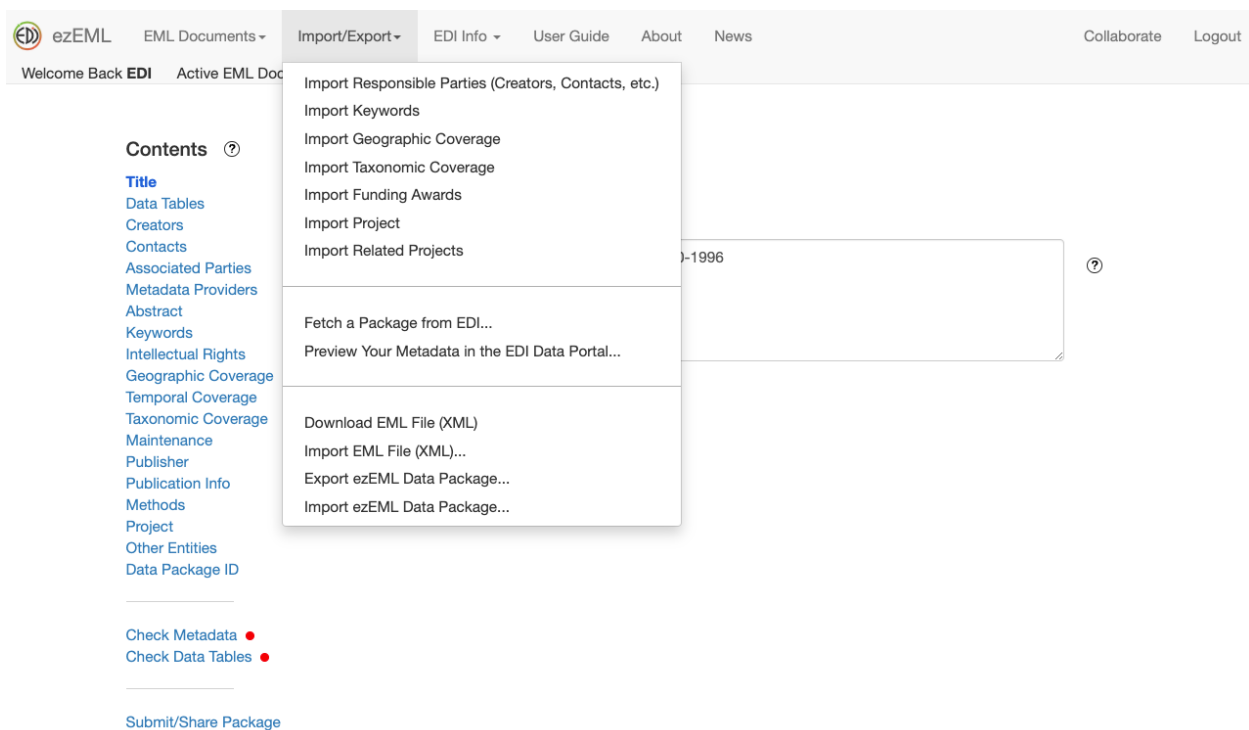 EDI ezEML EML Documents Import/Export EDI Info User Guide About News Collaborate Logout
Welcome Back EDI Active EML Doc
Import Responsible Parties (Creators, Contacts, etc.)
Import Keywords
Import Geographic Coverage
Import Taxonomic Coverage
Import Funding Awards
Import Project
Import Related Projects
Fetch a Package from EDI...
Preview Your Metadata in the EDI Data Portal...
Download EML File (XML)
Import EML File (XML)...
Export ezEML Data Package...
Import ezEML Data Package...
Contents ?
Title
Data Tables
Creators
Contacts
Associated Parties
Metadata Providers
Abstract
Keywords
Intellectual Rights
Geographic Coverage
Temporal Coverage
Taxonomic Coverage
Maintenance
Publisher
Publication Info
Methods
Project
Other Entities
Data Package ID
Check Metadata
Check Data Tables
Submit/Share Package
-1996
?